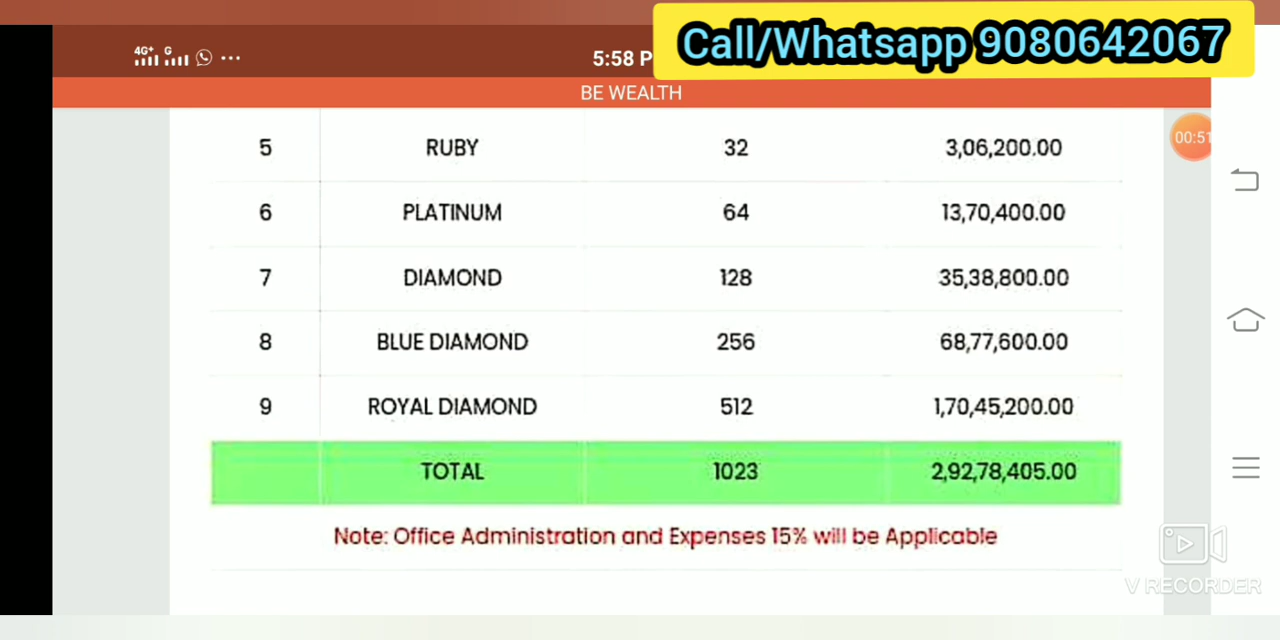 Call/Whatsapp 9080642067
4G+ G
5:58 P
BE WEALTH
00:51
5 RUBY 32 3,06,200.00
6 PLATINUM 64 13,70,400.00
7 DIAMOND 128 35,38,800.00
8 BLUE DIAMOND 256 68,77,600.00
9 ROYAL DIAMOND 512 1,70,45,200.00
TOTAL 1023 2,92,78,405.00
Note: Office Administration and Expenses 15% will be Applicable
V RECORDER